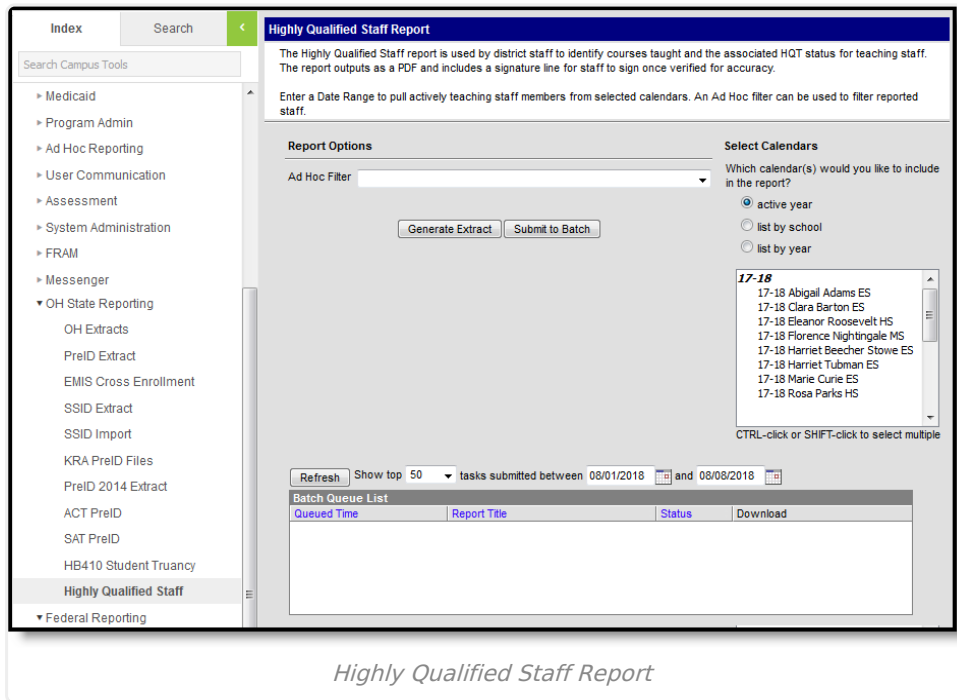 Index
Search
Search Campus Tools
Medicaid
Program Admin
Ad Hoc Reporting
User Communication
Assessment
System Administration
FRAM
Messenger
OH State Reporting
OH Extracts
PreID Extract
EMIS Cross Enrollment
SSID Extract
SSID Import
KRA PreID Files
PreID 2014 Extract
ACT PreID
SAT PreID
HB410 Student Truancy
Highly Qualified Staff
Federal Reporting
Highly Qualified Staff Report
The Highly Qualified Staff report is used by district staff to identify courses taught and the associated HQT status for teaching staff.
The report outputs as a PDF and includes a signature line for staff to sign once verified for accuracy.
Enter a Date Range to pull actively teaching staff members from selected calendars. An Ad Hoc filter can be used to filter reported
staff.
Report Options
Ad Hoc Filter
Generate Extract Submit to Batch
Select Calendars
Which calendar(s) would you like to include
in the report?
active year
list by school
list by year
17-18
17-18 Abigail Adams ES
17-18 Clara Barton ES
17-18 Eleanor Roosevelt HS
17-18 Florence Nightingale MS
17-18 Harriet Beecher Stowe ES
17-18 Harriet Tubman ES
17-18 Marie Curie ES
17-18 Rosa Parks HS
CTRL-click or SHIFT-click to select multiple
Refresh Show top 50 tasks submitted between 08/01/2018 and 08/08/2018
Batch Queue List
Queued Time Report Title Status Download
Highly Qualified Staff Report